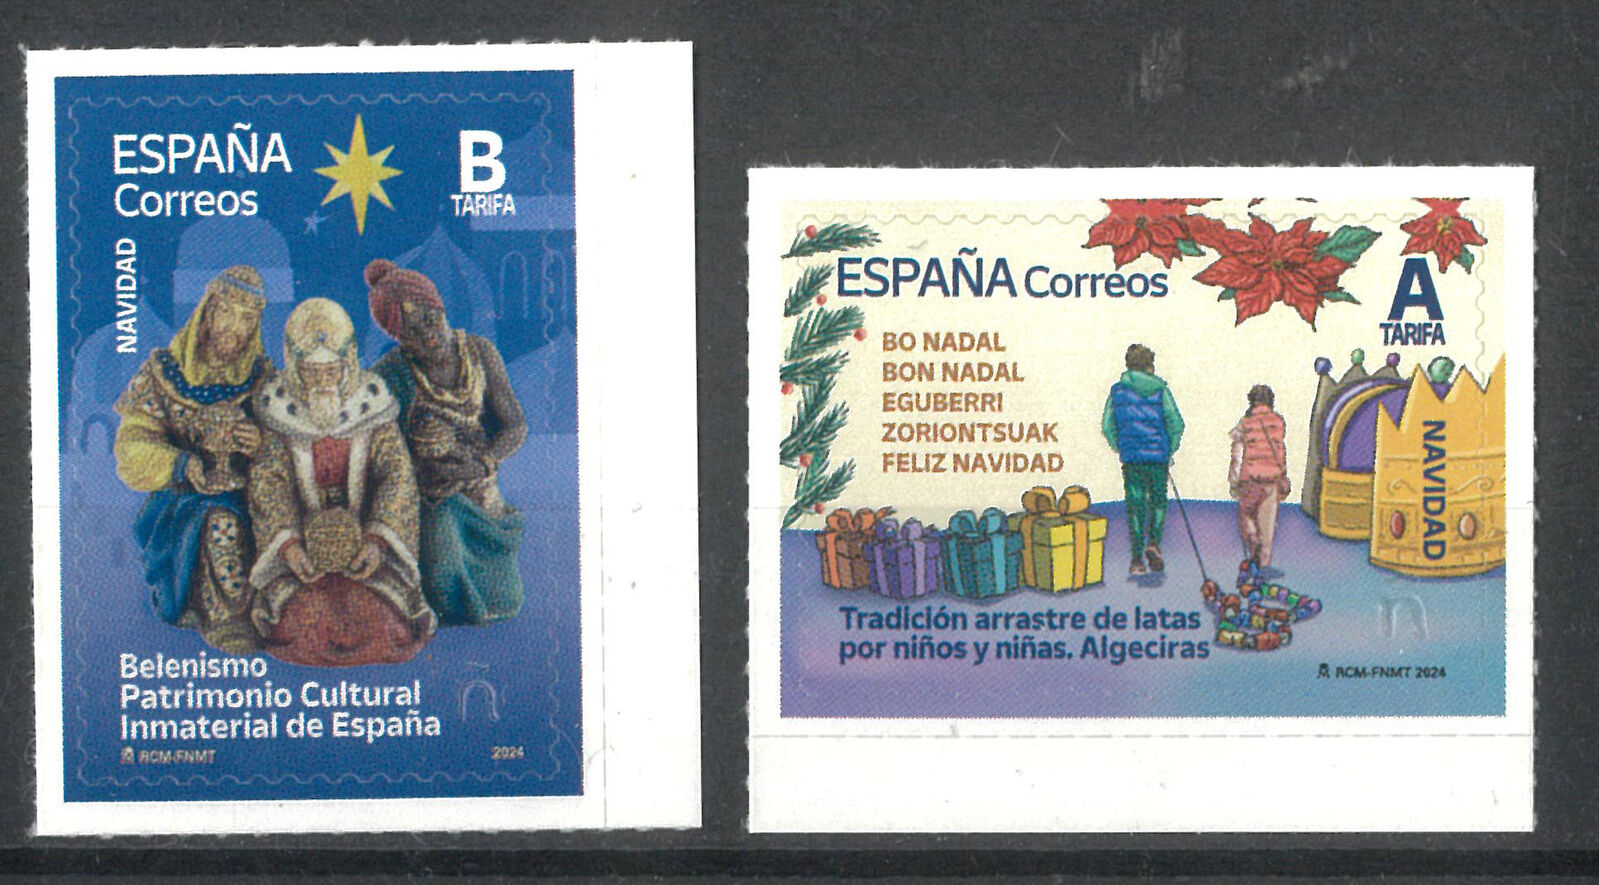 ESPAÑA
Correos
B
TARIFA
NAVIDAD
Belenismo
Patrimonio Cultural
Inmaterial de España
RCM-FNMT
2024
ESPAÑA Correos
A
TARIFA
BO NADAL
BON NADAL
EGUBERRI
ZORIONTSUAK
FELIZ NAVIDAD
NAVIDAD
Tradición arrastre de latas
por niños y niñas. Algeciras
RCM-FNMT 2024